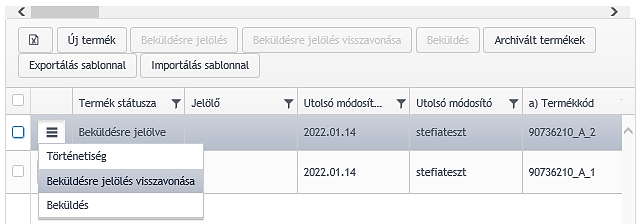 Új termék Beküldésre jelölés Beküldésre jelölés visszavonása Beküldés Archivált termékek
Exportálás sablonnal Importálás sablonnal
Termék státusza Jelölő Utolsó módosít... Utolsó módosító a) Termékkód
Beküldésre jelölve 2022.01.14 stefiateszt 90736210_A_2
Történetiség
2022.01.14 stefiateszt 90736210_A_1
Beküldésre jelölés visszavonása
Beküldés